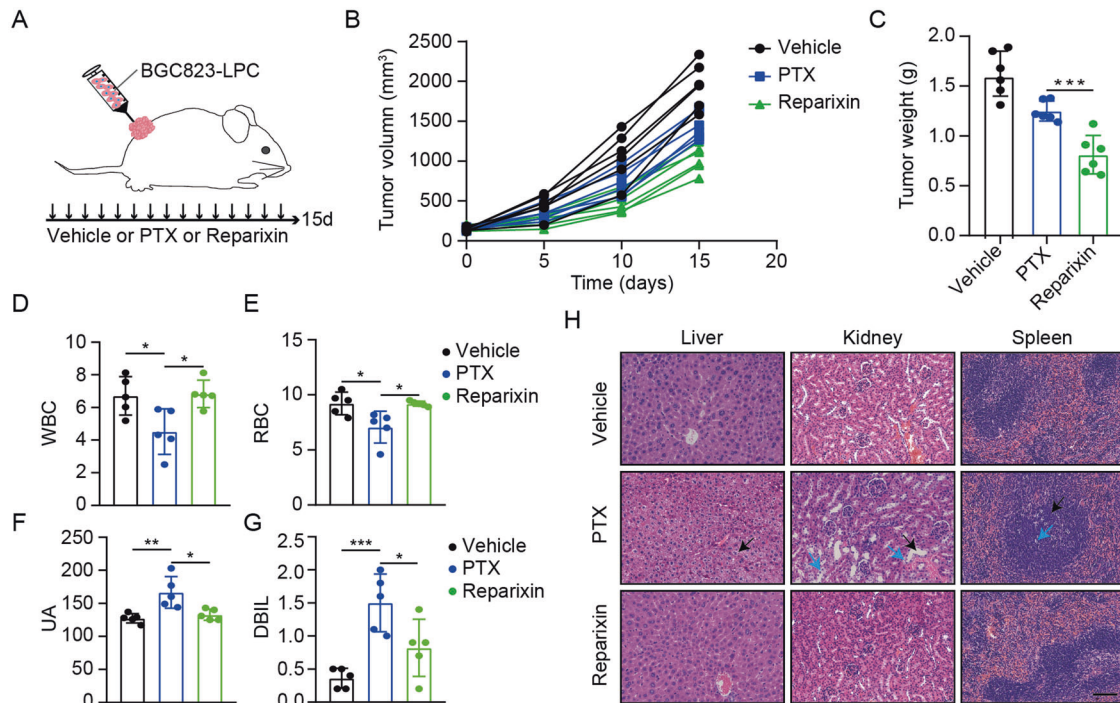 A
BGC823-LPC
15d
Vehicle or PTX or Reparixin
B
Tumor volumn (mm³)
2500
2000
1500
1000
500
0
0 5 10 15 20
Time (days)
Vehicle
PTX
Reparixin
C
Tumor weight (g)
2.0
1.5
1.0
0.5
0.0
***
Vehicle
PTX
Reparixin
D
WBC
8
6
4
2
0
* *
E
RBC
15
10
5
0
* *
Vehicle
PTX
Reparixin
F
UA
250
200
150
100
50
0
** *
G
DBIL
2.5
2.0
1.5
1.0
0.5
0.0
*** *
Vehicle
PTX
Reparixin
H
Liver Kidney Spleen
Vehicle
PTX
Reparixin